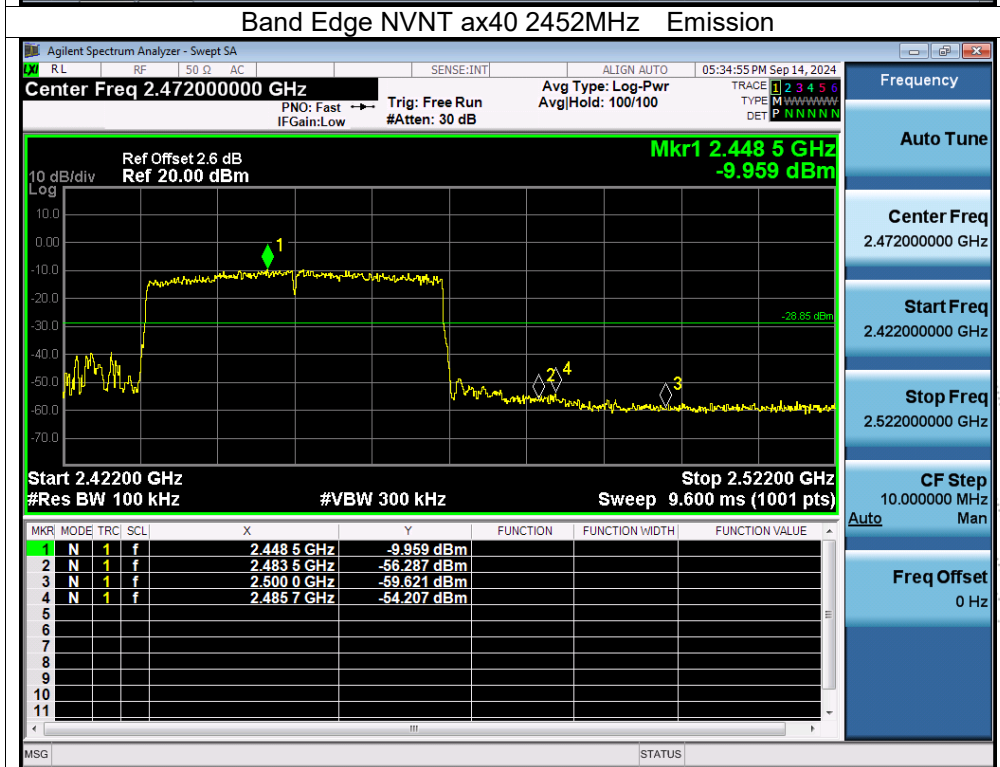 Band Edge NVNT ax40 2452MHz Emission
Agilent Spectrum Analyzer - Swept SA
LXI RL RF 50 Ω AC SENSE:INT ALIGN AUTO 05:34:55 PM Sep 14, 2024
Center Freq 2.472000000 GHz
PNO: Fast
IFGain:Low
Trig: Free Run
#Atten: 30 dB
Avg Type: Log-Pwr
Avg|Hold: 100/100
TRACE 1 2 3 4 5 6
TYPE M WWWWW
DET P N N N N N
Frequency
Mkr1 2.448 5 GHz
-9.959 dBm
Ref Offset 2.6 dB
10 dB/div Ref 20.00 dBm
Log
10.0
0.00
-10.0
-20.0
-30.0
-40.0
-50.0
-60.0
-70.0
1
-28.85 dBm
2
4
3
Start 2.42200 GHz Stop 2.52200 GHz
#Res BW 100 kHz #VBW 300 kHz Sweep 9.600 ms (1001 pts)
MKR MODE TRC SCL X Y FUNCTION FUNCTION WIDTH FUNCTION VALUE
1 N 1 f 2.448 5 GHz -9.959 dBm
2 N 1 f 2.483 5 GHz -56.287 dBm
3 N 1 f 2.500 0 GHz -59.621 dBm
4 N 1 f 2.485 7 GHz -54.207 dBm
5
6
7
8
9
10
11
Auto Tune
Center Freq
2.472000000 GHz
Start Freq
2.422000000 GHz
Stop Freq
2.522000000 GHz
CF Step
10.000000 MHz
Auto Man
Freq Offset
0 Hz
MSG STATUS